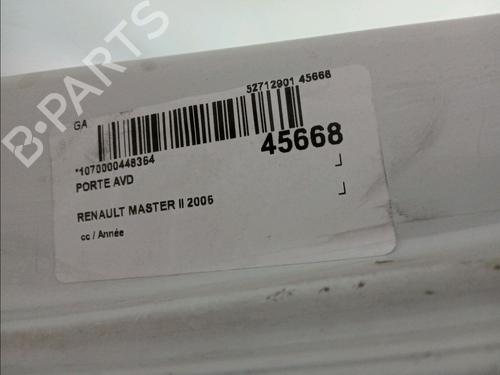 B-PARTS
GA
52712901 45668
*1070000448364
45668
PORTE AVD
RENAULT MASTER II 2006
cc / Année